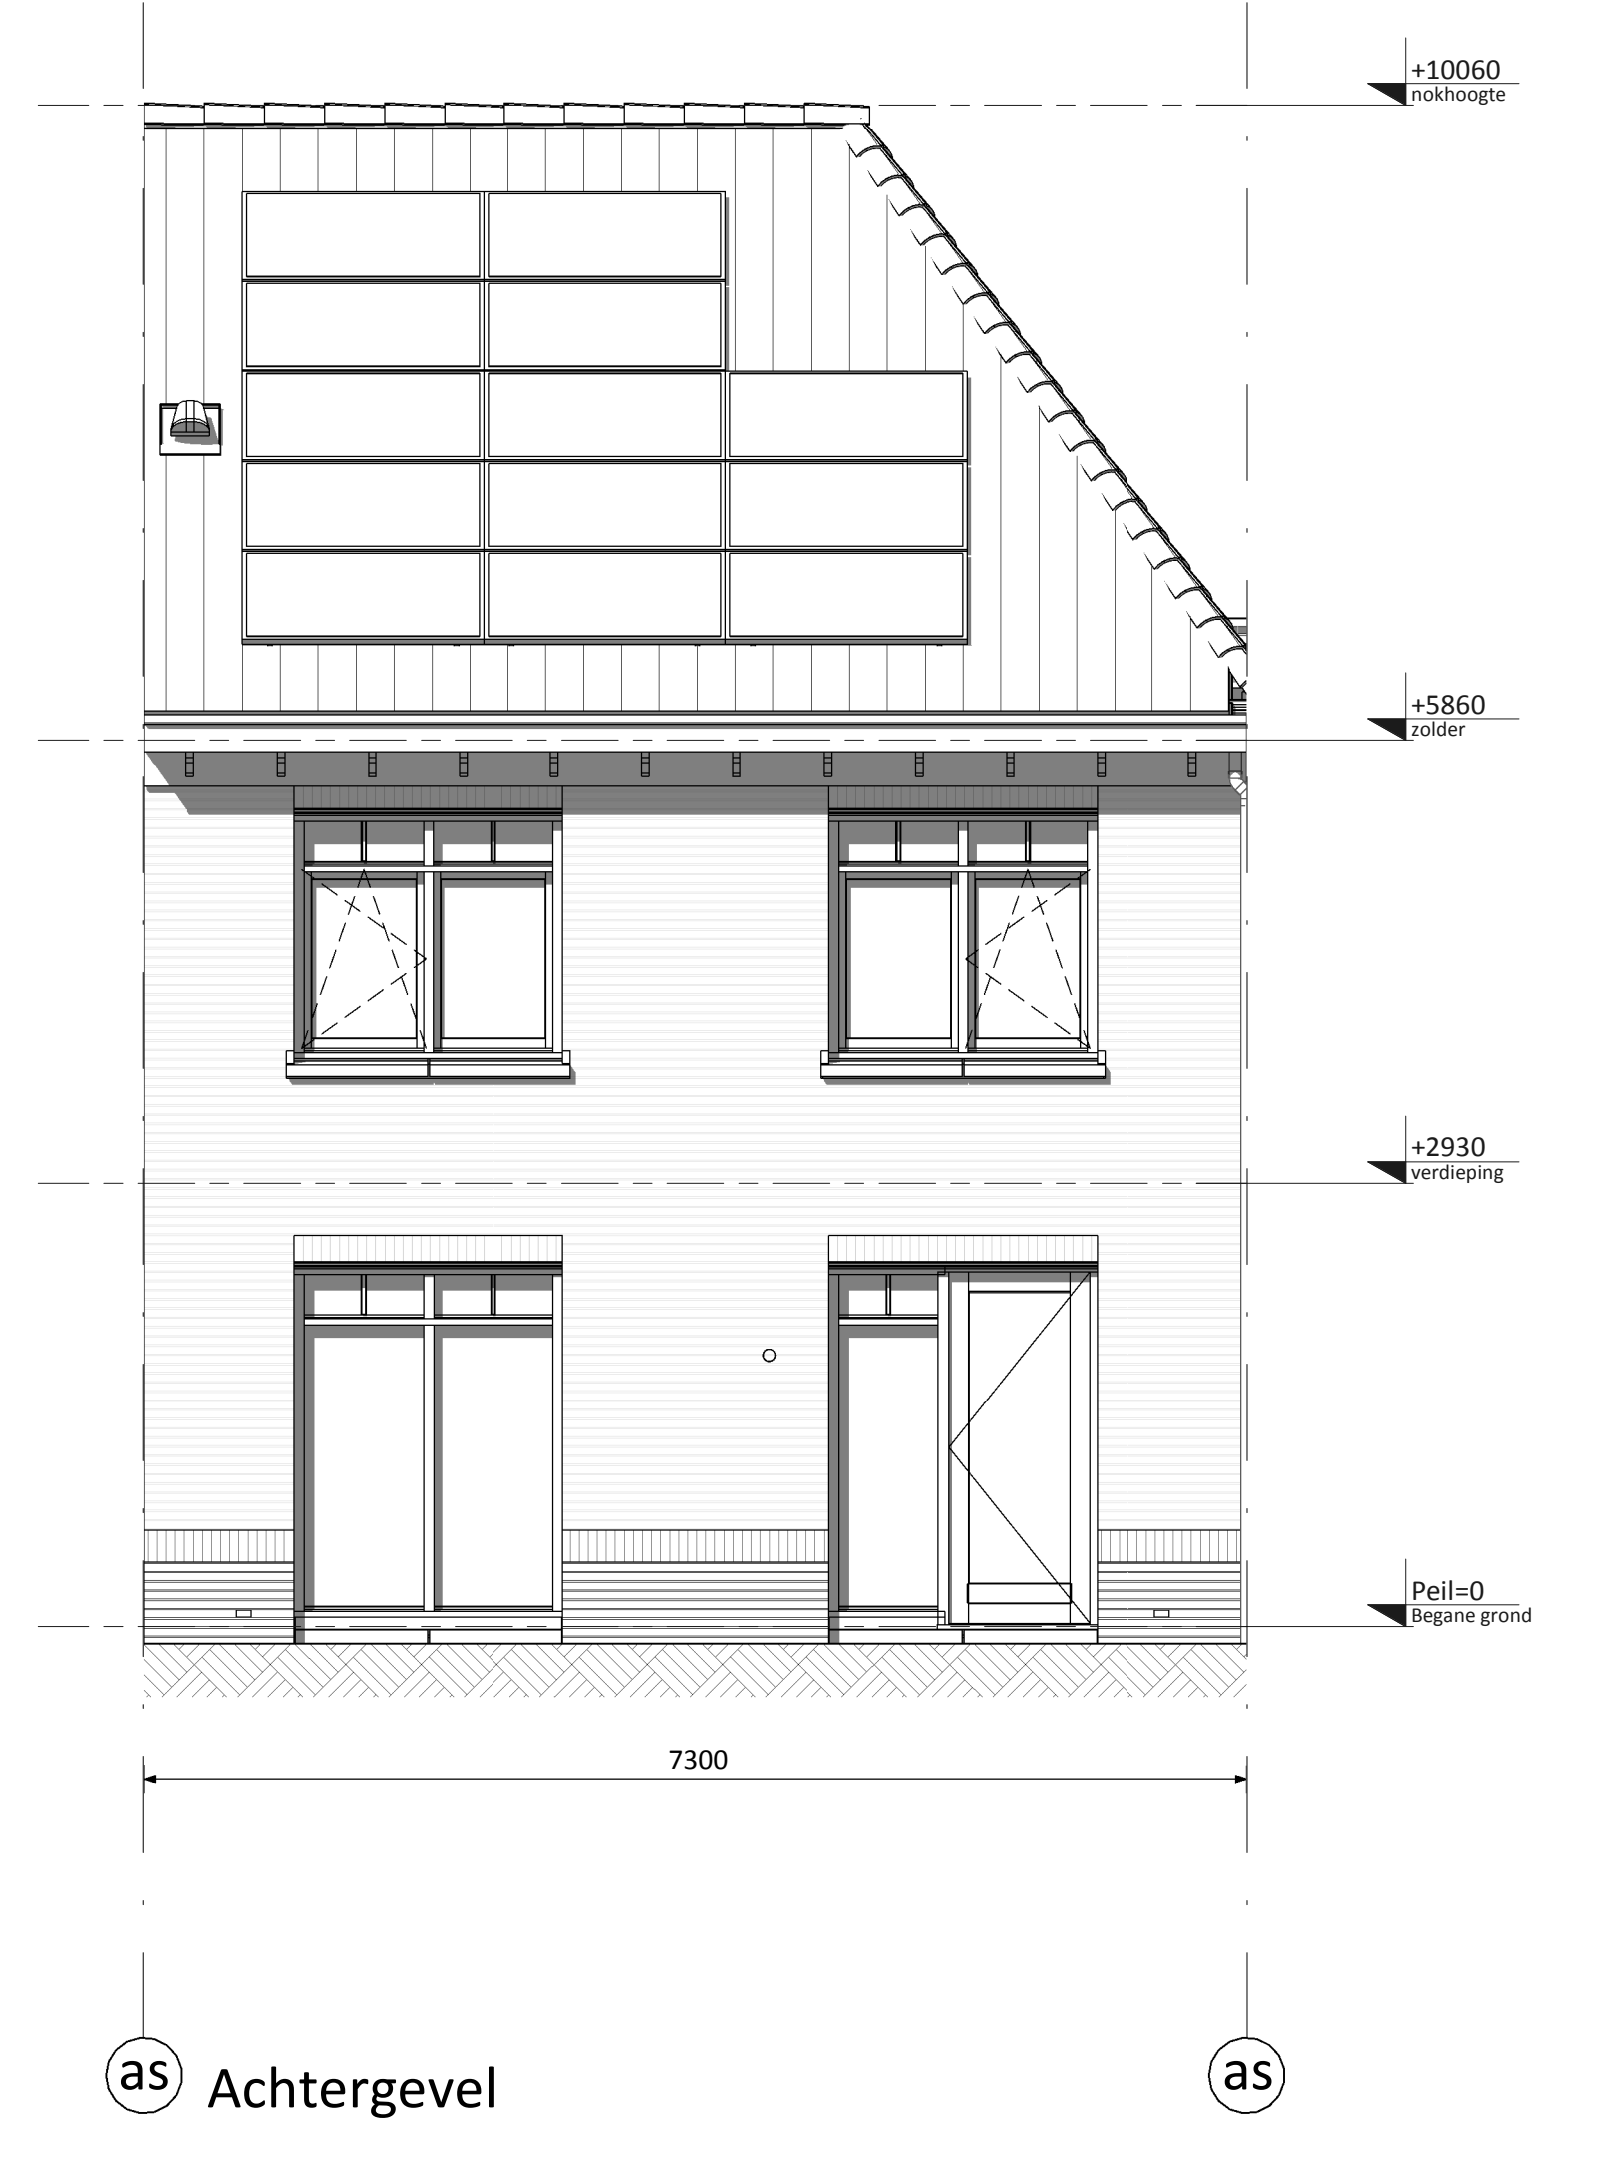 +10060
nokhoogte
+5860
zolder
+2930
verdieping
Peil=0
Begane grond
7300
as
Achtergevel
as